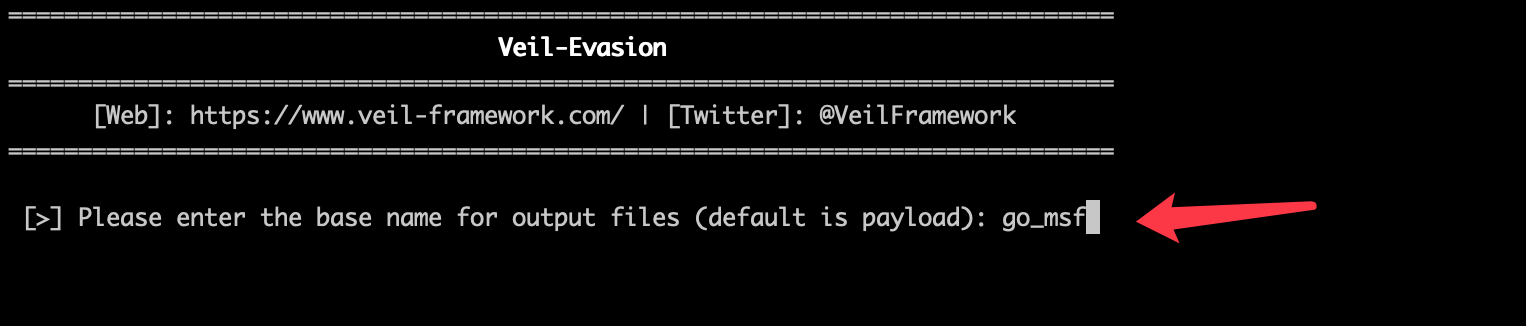 Veil-Evasion
[Web]: https://www.veil-framework.com/ | [Twitter]: @VeilFramework
[>] Please enter the base name for output files (default is payload): go_msf